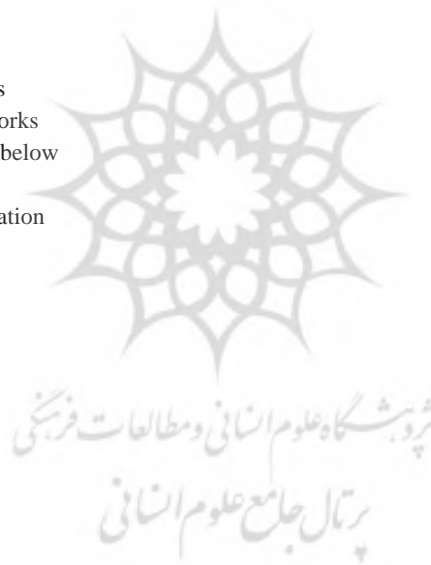 s
orks
below
ation
پژوهشگاه علوم انسانی و مطالعات فرهنگی
پرتال جامع علوم انسانی